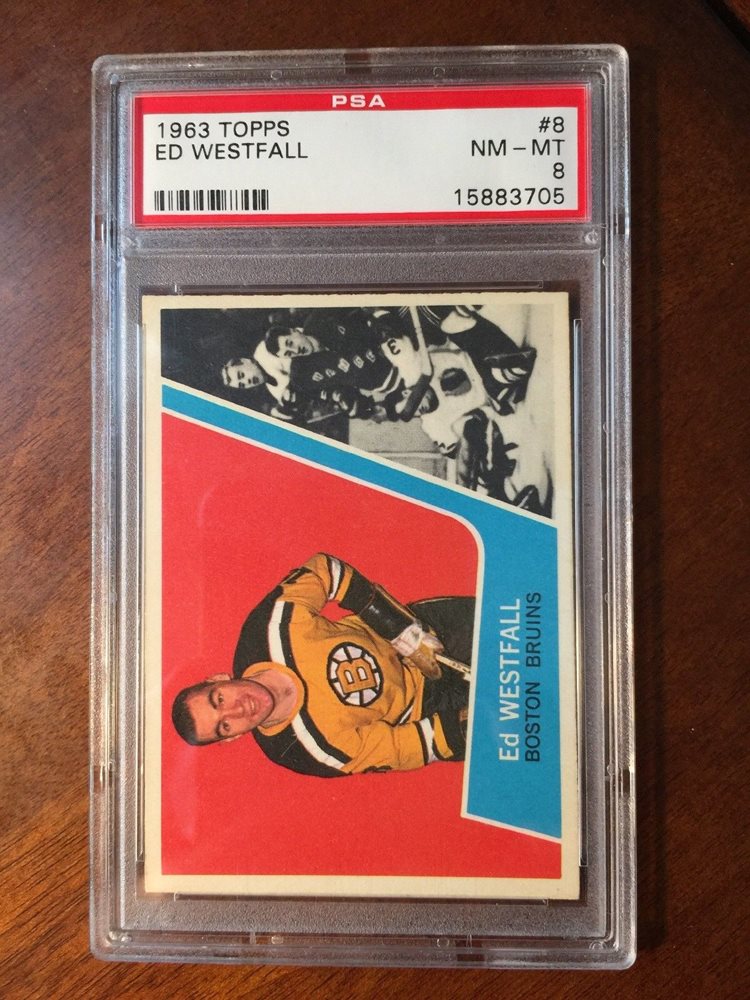 PSA
1963 TOPPS #8
ED WESTFALL NM - MT
8
15883705
Ed WESTFALL
BOSTON BRUINS
B